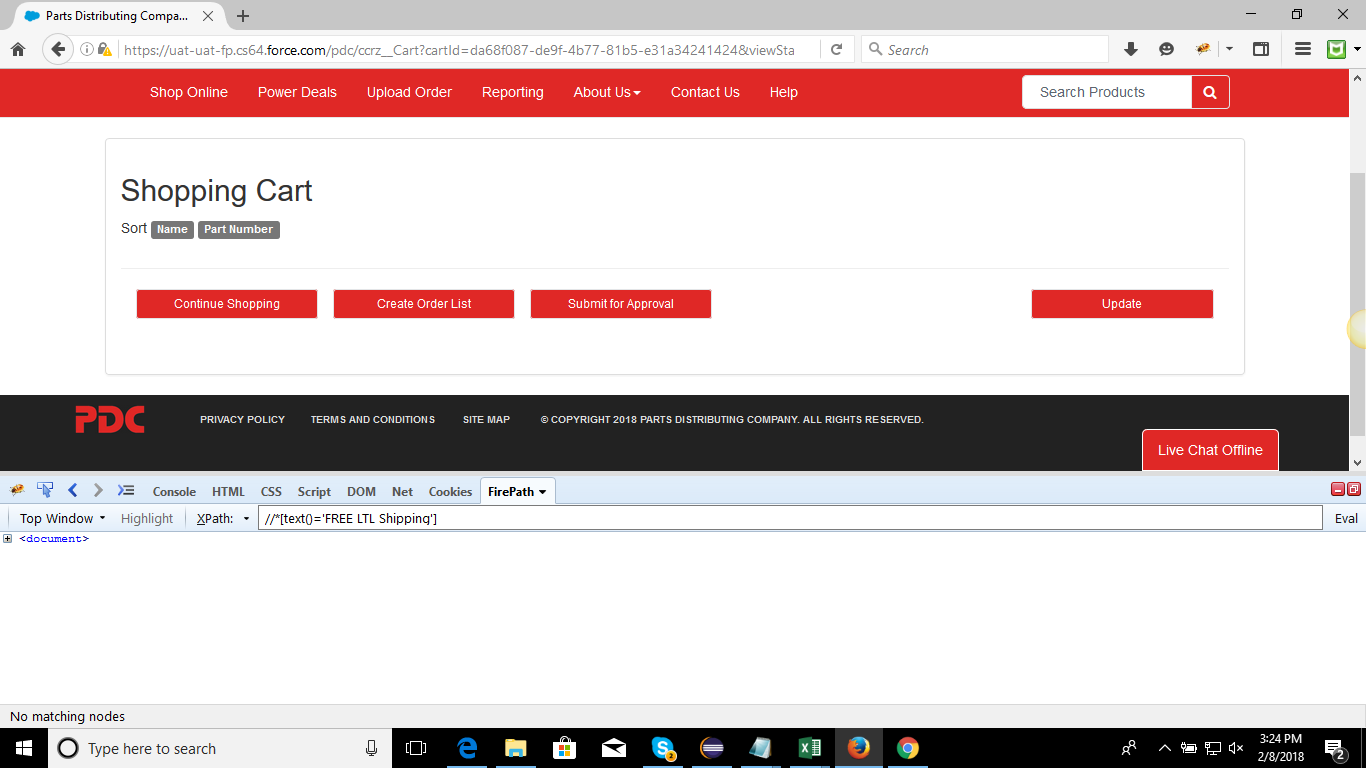 Parts Distributing Compa...
https://uat-uat-fp.cs64.force.com/pdc/ccrz__Cart?cartId=da68f087-de9f-4b77-81b5-e31a34241424&viewSta
Search
Shop Online Power Deals Upload Order Reporting About Us Contact Us Help Search Products
Shopping Cart
Sort Name Part Number
Continue Shopping Create Order List Submit for Approval Update
PDC PRIVACY POLICY TERMS AND CONDITIONS SITE MAP © COPYRIGHT 2018 PARTS DISTRIBUTING COMPANY. ALL RIGHTS RESERVED.
Live Chat Offline
Console HTML CSS Script DOM Net Cookies FirePath
Top Window Highlight XPath: //*[text()='FREE LTL Shipping'] Eval
<document>
No matching nodes
Type here to search
3:24 PM
2/8/2018
2